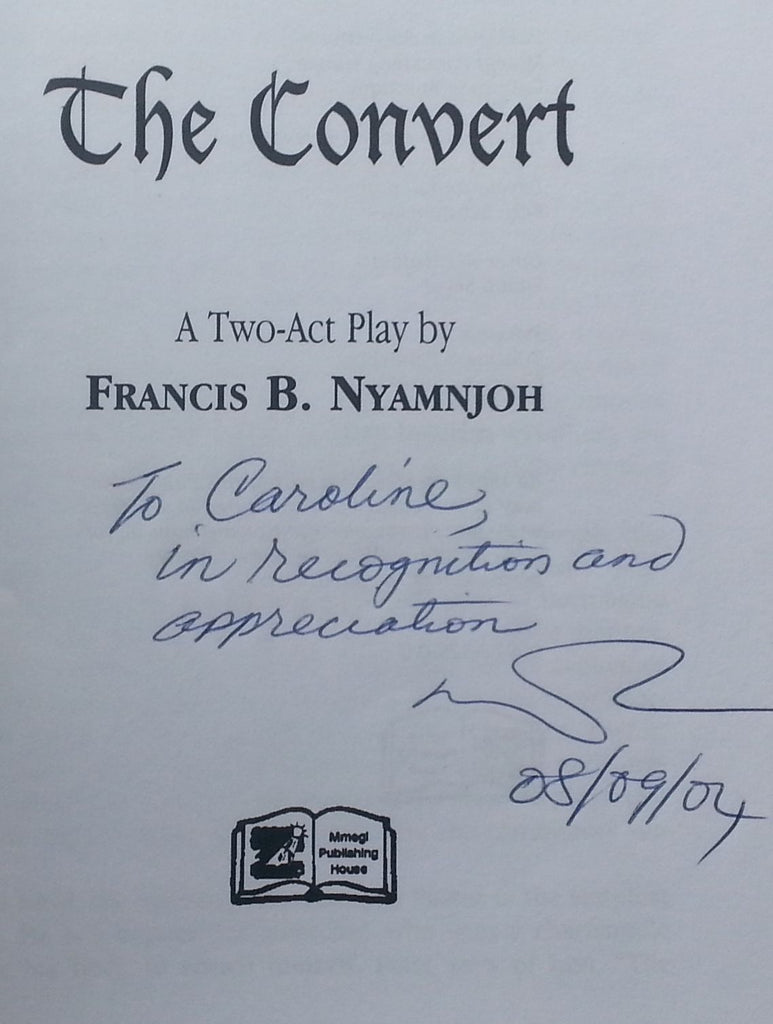 The Convert
A Two-Act Play by
FRANCIS B. NYAMNJOH
To Caroline,
in recognition and
appreciation
08/09/04
Mmegi
Publishing
House